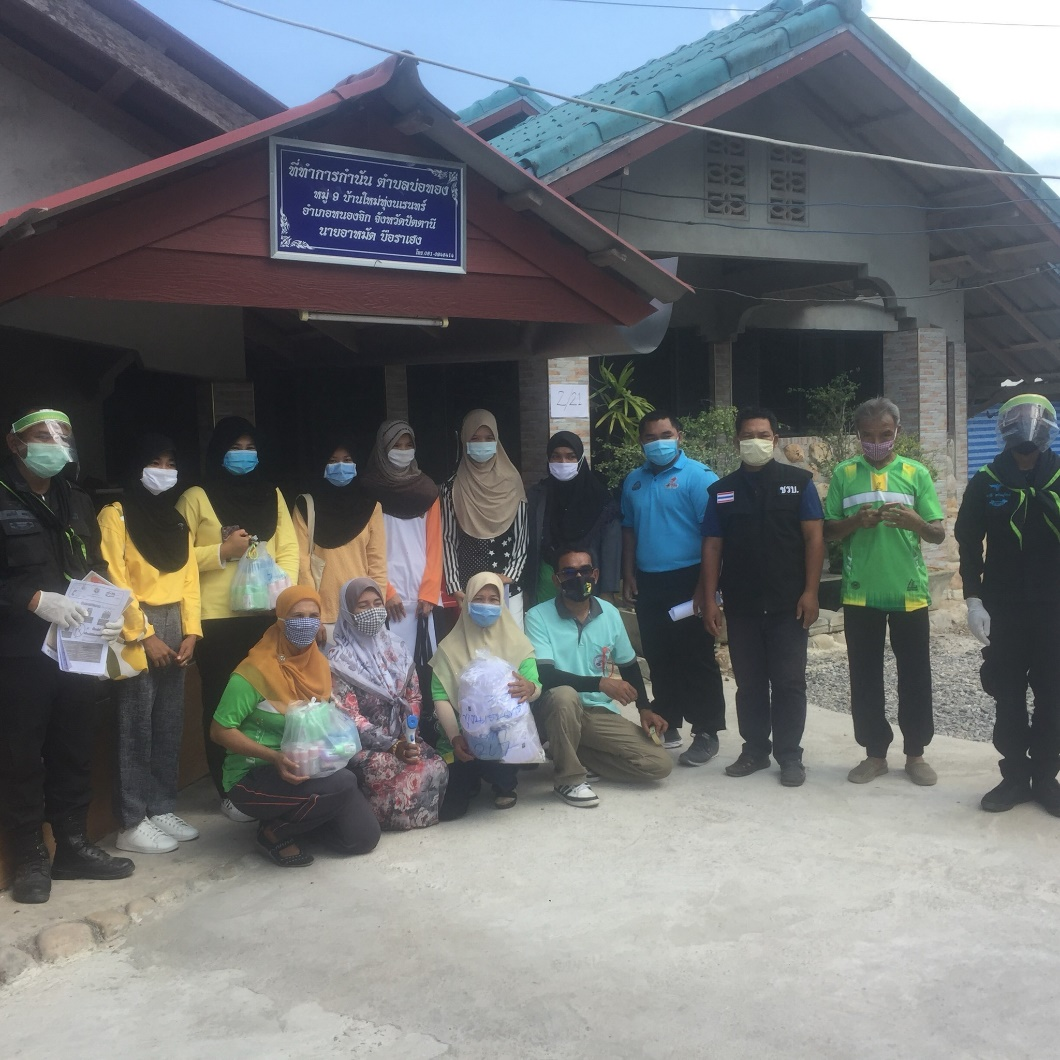 ที่ทำการกำนัน ตำบลบ่อทอง
หมู่ 9 บ้านใหม่ทุ่งนเรนทร์
อำเภอหนองจิก จังหวัดปัตตานี
นายอาหมัด บือราเฮง
ชรบ.